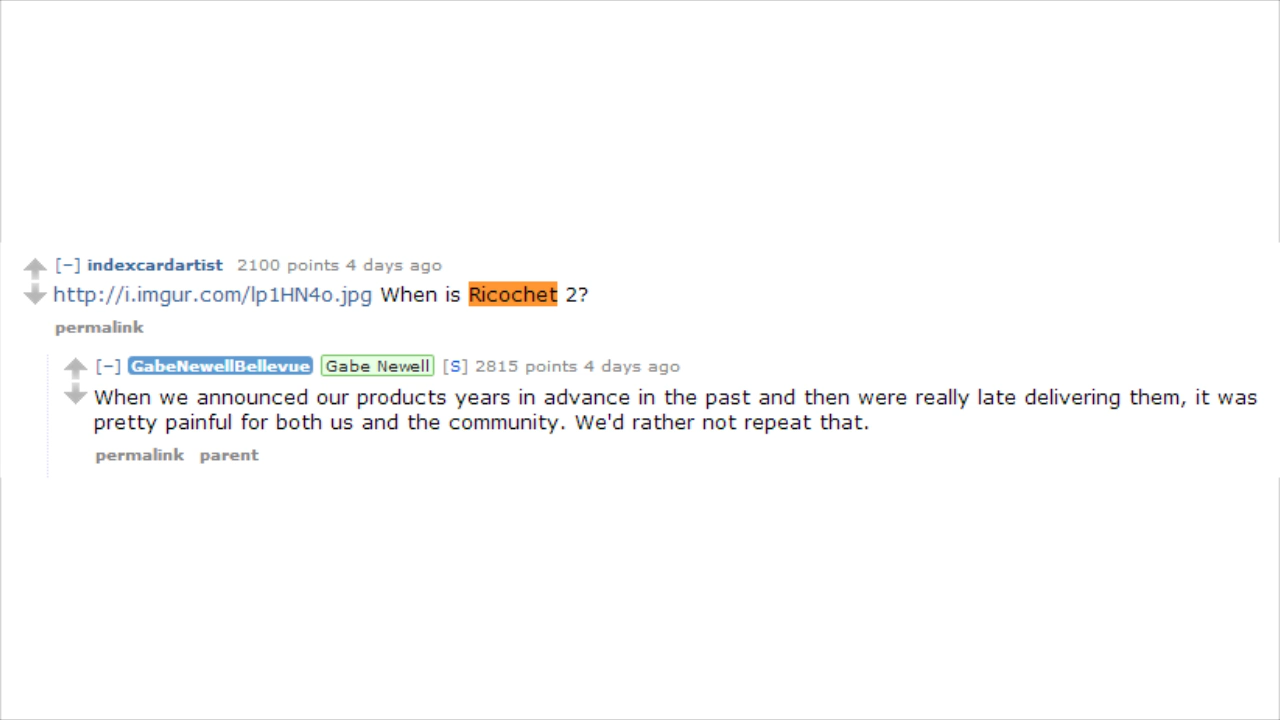 [−] indexcardartist 2100 points 4 days ago
http://i.imgur.com/lp1HN4o.jpg When is Ricochet 2?
permalink
[−] GabeNewellBellevue Gabe Newell [S] 2815 points 4 days ago
When we announced our products years in advance in the past and then were really late delivering them, it was
pretty painful for both us and the community. We'd rather not repeat that.
permalink parent